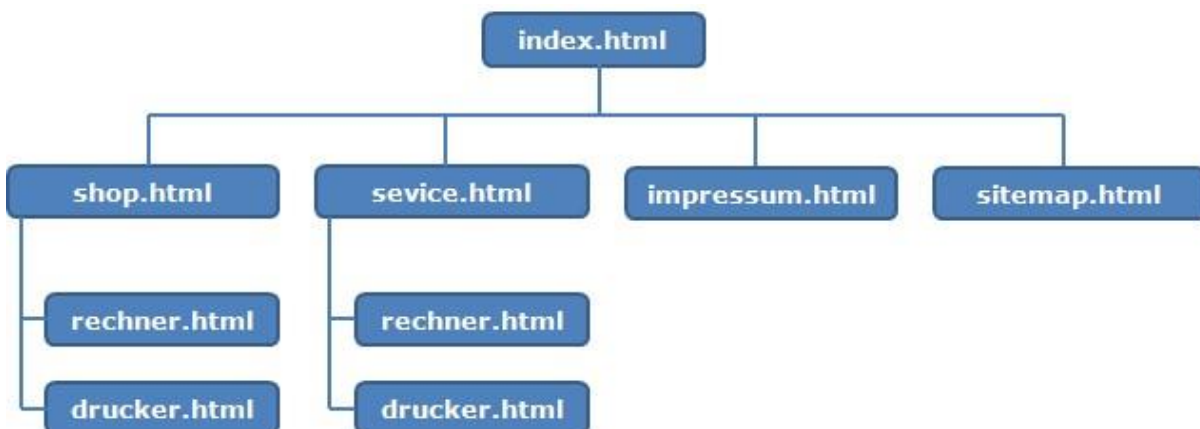 index.html
shop.html
sevice.html
impressum.html
sitemap.html
rechner.html
rechner.html
drucker.html
drucker.html